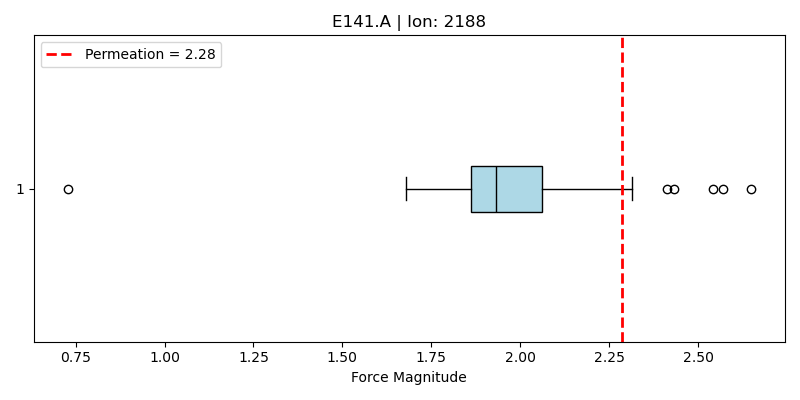 E141.A | Ion: 2188
Permeation = 2.28
1
0.75 1.00 1.25 1.50 1.75 2.00 2.25 2.50
Force Magnitude